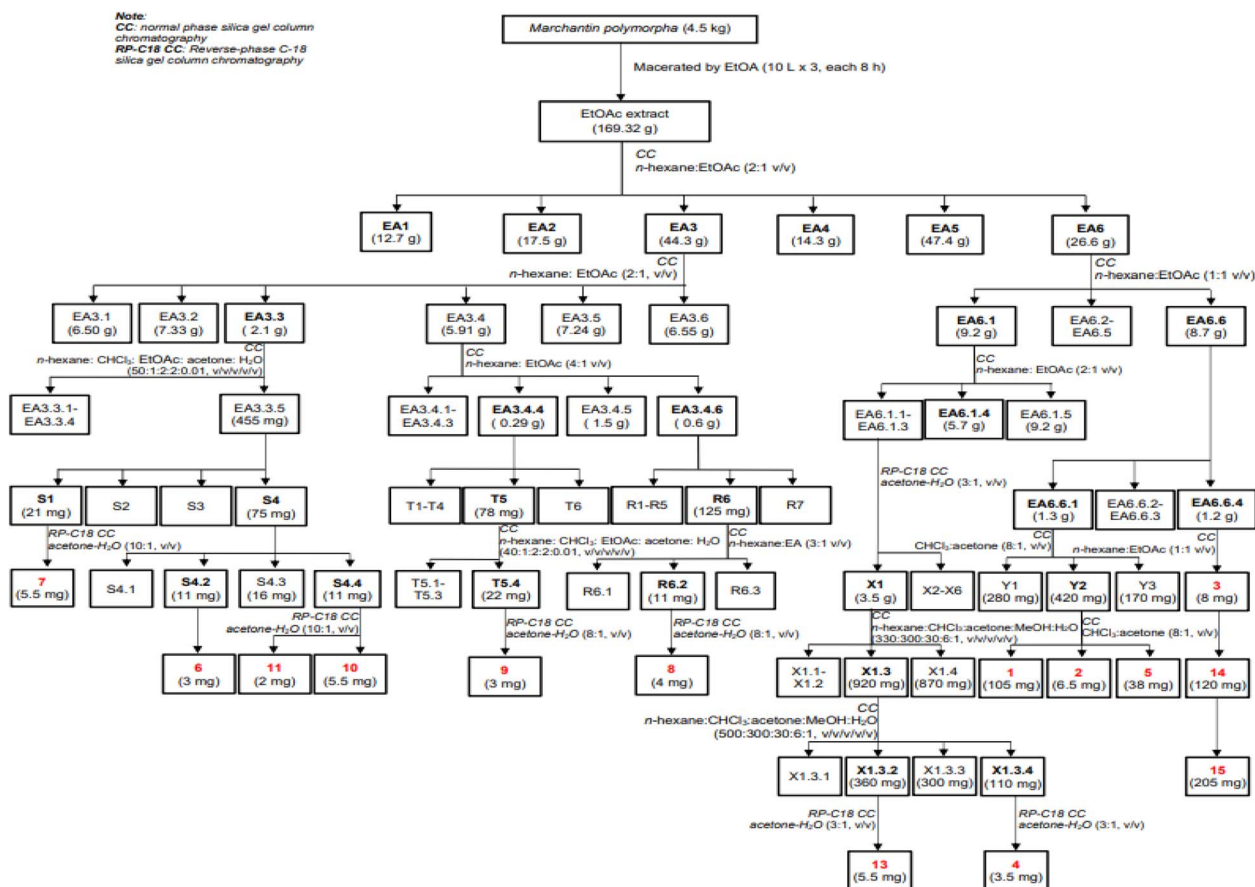 Note:
CC: normal phase silica gel column
chromatography
RP-C18 CC: Reverse-phase C-18
silica gel column chromatography
Marchantin polymorpha (4.5 kg)
Macerated by EtOA (10 L x 3, each 8 h)
EtOAc extract
(169.32 g)
CC
n-hexane:EtOAc (2:1 v/v)
EA1
(12.7 g)
EA2
(17.5 g)
EA3
(44.3 g)
EA4
(14.3 g)
EA5
(47.4 g)
EA6
(26.6 g)
CC
n-hexane: EtOAc (2:1, v/v)
CC
n-hexane:EtOAc (1:1 v/v)
EA3.1
(6.50 g)
EA3.2
(7.33 g)
EA3.3
( 2.1 g)
EA3.4
(5.91 g)
EA3.5
(7.24 g)
EA3.6
(6.55 g)
EA6.1
(9.2 g)
EA6.2-
EA6.5
EA6.6
(8.7 g)
CC
n-hexane: CHCl₃: EtOAc: acetone: H₂O
(50:1:2:2:0.01, v/v/v/v/v)
CC
n-hexane: EtOAc (4:1 v/v)
CC
n-hexane: EtOAc (2:1 v/v)
EA3.3.1-
EA3.3.4
EA3.3.5
(455 mg)
EA3.4.1-
EA3.4.3
EA3.4.4
( 0.29 g)
EA3.4.5
( 1.5 g)
EA3.4.6
( 0.6 g)
EA6.1.1-
EA6.1.3
EA6.1.4
(5.7 g)
EA6.1.5
(9.2 g)
RP-C18 CC
acetone-H₂O (3:1, v/v)
S1
(21 mg)
S2
S3
S4
(75 mg)
T1-T4
T5
(78 mg)
T6
R1-R5
R6
(125 mg)
R7
EA6.6.1
(1.3 g)
EA6.6.2-
EA6.6.3
EA6.6.4
(1.2 g)
RP-C18 CC
acetone-H₂O (10:1, v/v)
CC
n-hexane: CHCl₃: EtOAc: acetone: H₂O
(40:1:2:2:0.01, v/v/v/v/v)
CC
n-hexane:EA (3:1 v/v)
CHCl₃:acetone (8:1, v/v)
CC
n-hexane:EtOAc (1:1 v/v)
CC
7
(5.5 mg)
S4.1
S4.2
(11 mg)
S4.3
(16 mg)
S4.4
(11 mg)
T5.1-
T5.3
T5.4
(22 mg)
R6.1
R6.2
(11 mg)
R6.3
X1
(3.5 g)
X2-X6
Y1
(280 mg)
Y2
(420 mg)
Y3
(170 mg)
3
(8 mg)
RP-C18 CC
acetone-H₂O (10:1, v/v)
RP-C18 CC
acetone-H₂O (8:1, v/v)
RP-C18 CC
acetone-H₂O (8:1, v/v)
CC
n-hexane:CHCl₃:acetone:MeOH:H₂O
(330:300:30:6:1, v/v/v/v/v)
CC
CHCl₃:acetone (8:1, v/v)
6
(3 mg)
11
(2 mg)
10
(5.5 mg)
9
(3 mg)
8
(4 mg)
X1.1-
X1.2
X1.3
(920 mg)
X1.4
(870 mg)
1
(105 mg)
2
(6.5 mg)
5
(38 mg)
14
(120 mg)
CC
n-hexane:CHCl₃:acetone:MeOH:H₂O
(500:300:30:6:1, v/v/v/v/v)
X1.3.1
X1.3.2
(360 mg)
X1.3.3
(300 mg)
X1.3.4
(110 mg)
15
(205 mg)
RP-C18 CC
acetone-H₂O (3:1, v/v)
RP-C18 CC
acetone-H₂O (3:1, v/v)
13
(5.5 mg)
4
(3.5 mg)